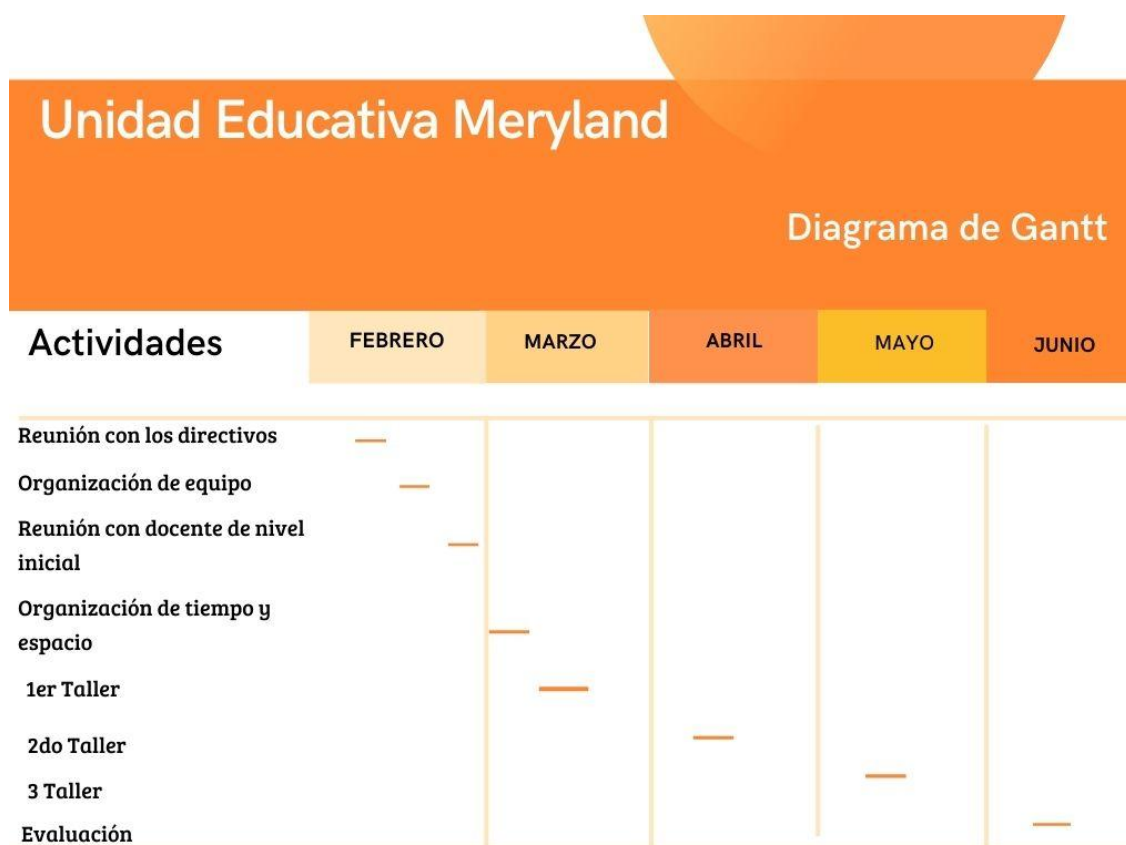 Unidad Educativa Meryland
Diagrama de Gantt
Actividades
FEBRERO
MARZO
ABRIL
MAYO
JUNIO
Reunión con los directivos
Organización de equipo
Reunión con docente de nivel
inicial
Organización de tiempo y
espacio
1er Taller
2do Taller
3 Taller
Evaluación